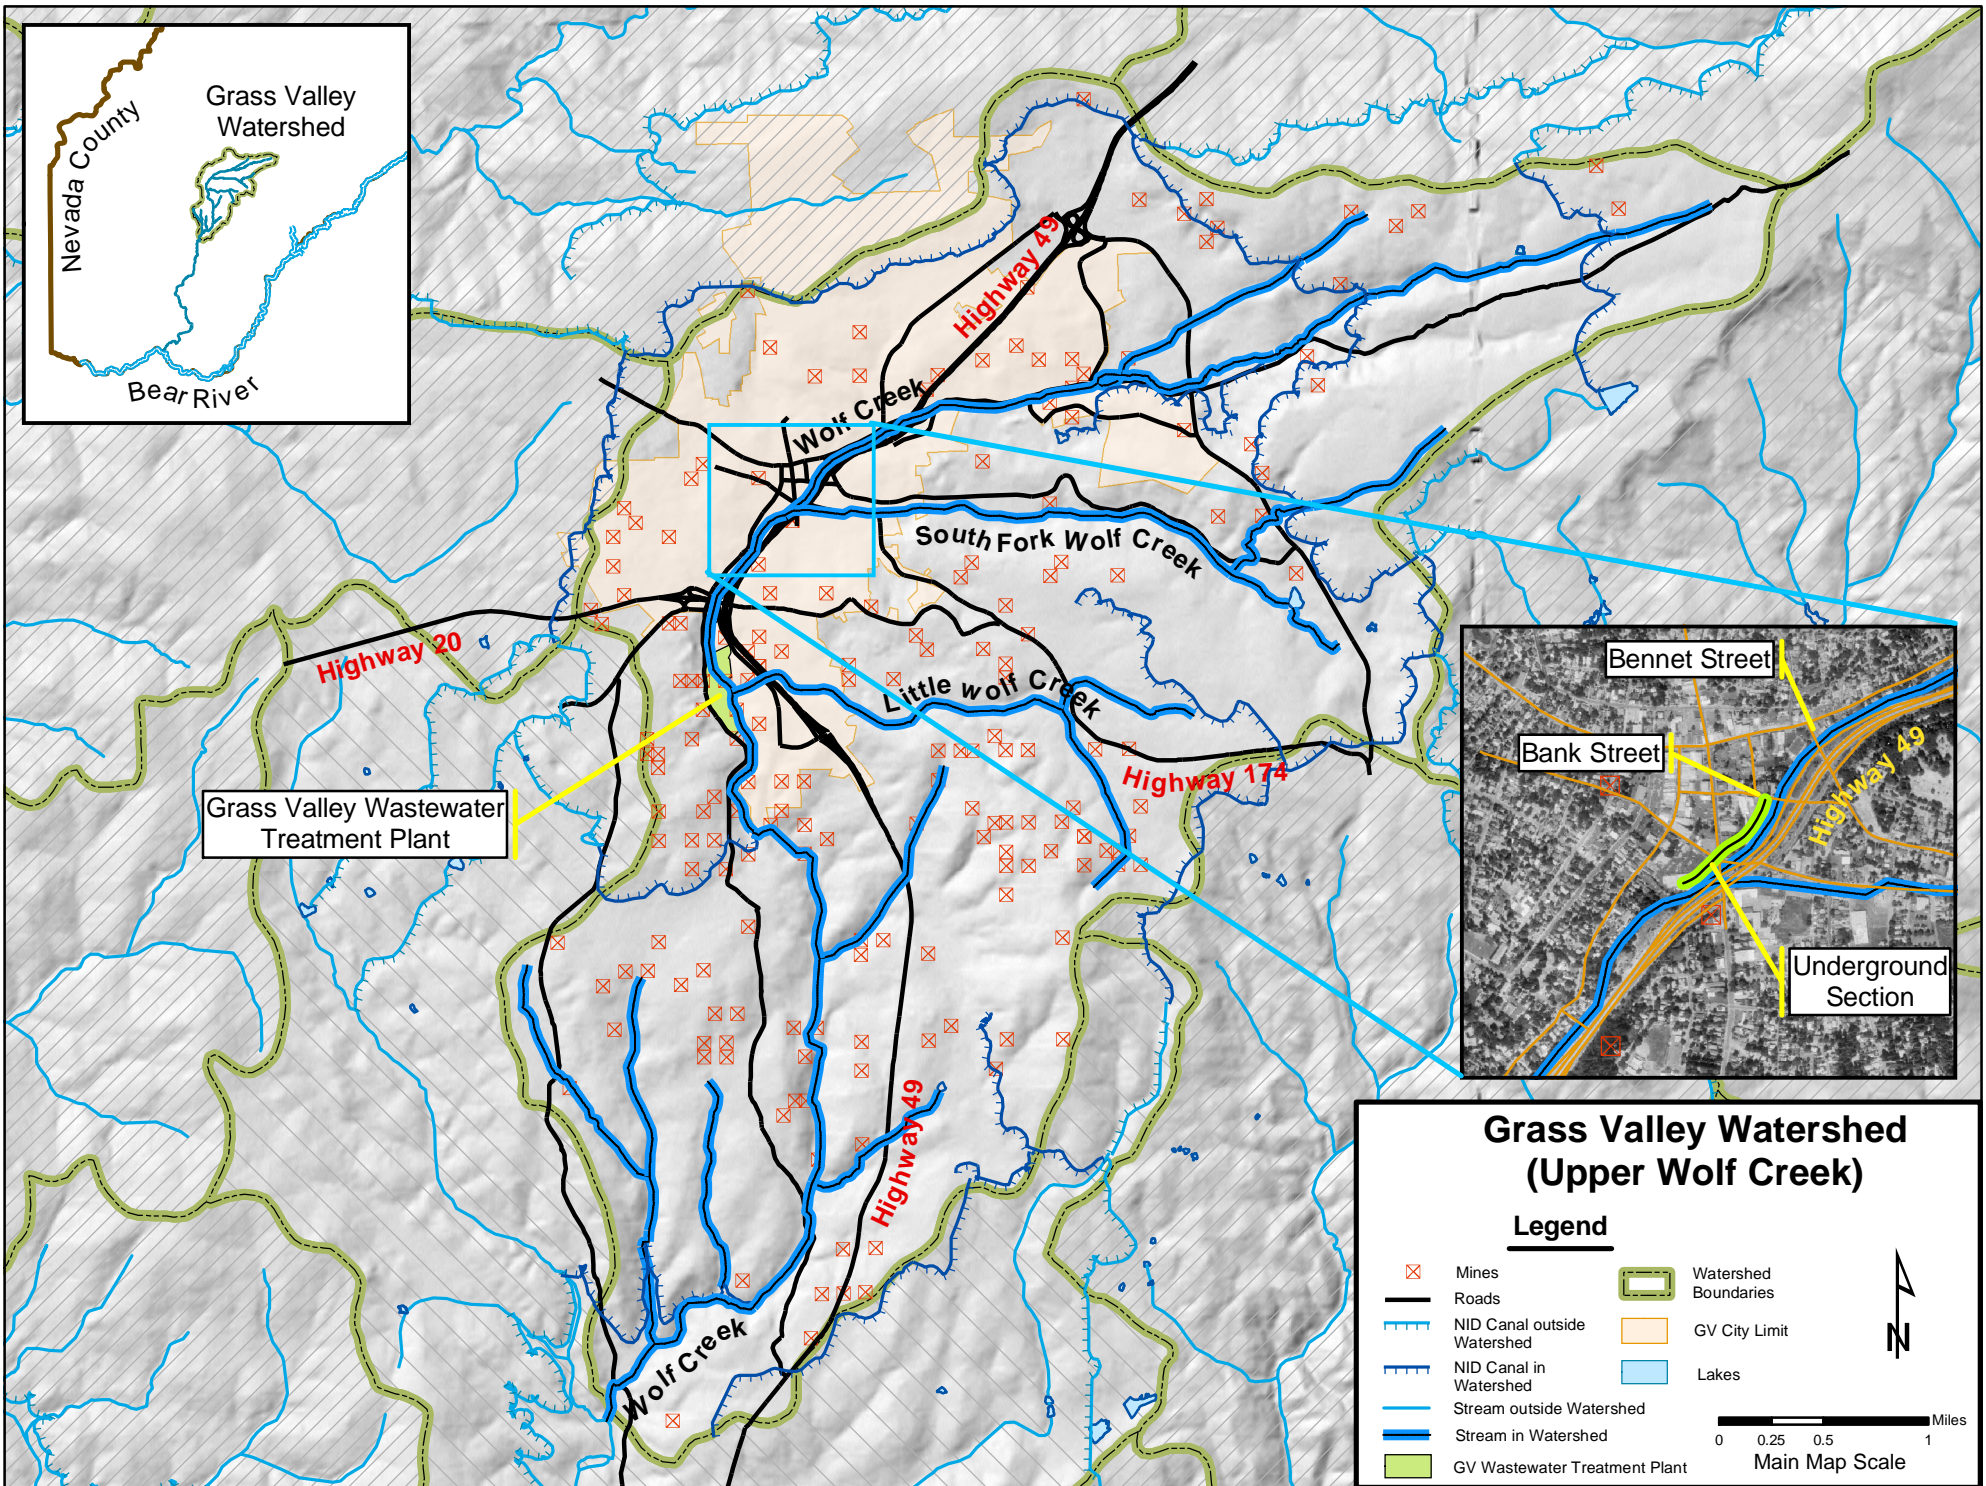 Grass Valley
Watershed
Nevada County
Bear River
Highway 49
Wolf Creek
South Fork Wolf Creek
Highway 20
Little wolf Creek
Highway 174
Grass Valley Wastewater
Treatment Plant
Highway 49
Wolf Creek
Bennet Street
Bank Street
Highway 49
Underground
Section
Grass Valley Watershed
(Upper Wolf Creek)
Legend
Mines
Roads
NID Canal outside
Watershed
NID Canal in
Watershed
Stream outside Watershed
Stream in Watershed
GV Wastewater Treatment Plant
Watershed
Boundaries
GV City Limit
Lakes
N
Miles
0 0.25 0.5 1
Main Map Scale